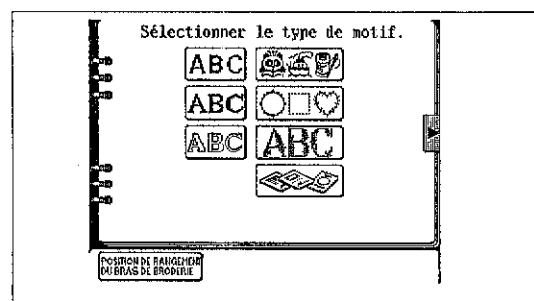 Sélectionner le type de motif.
ABC
ABC
ABC ABC
POSITION DE RANGEMENT
DU BRAS DE BRODERIE